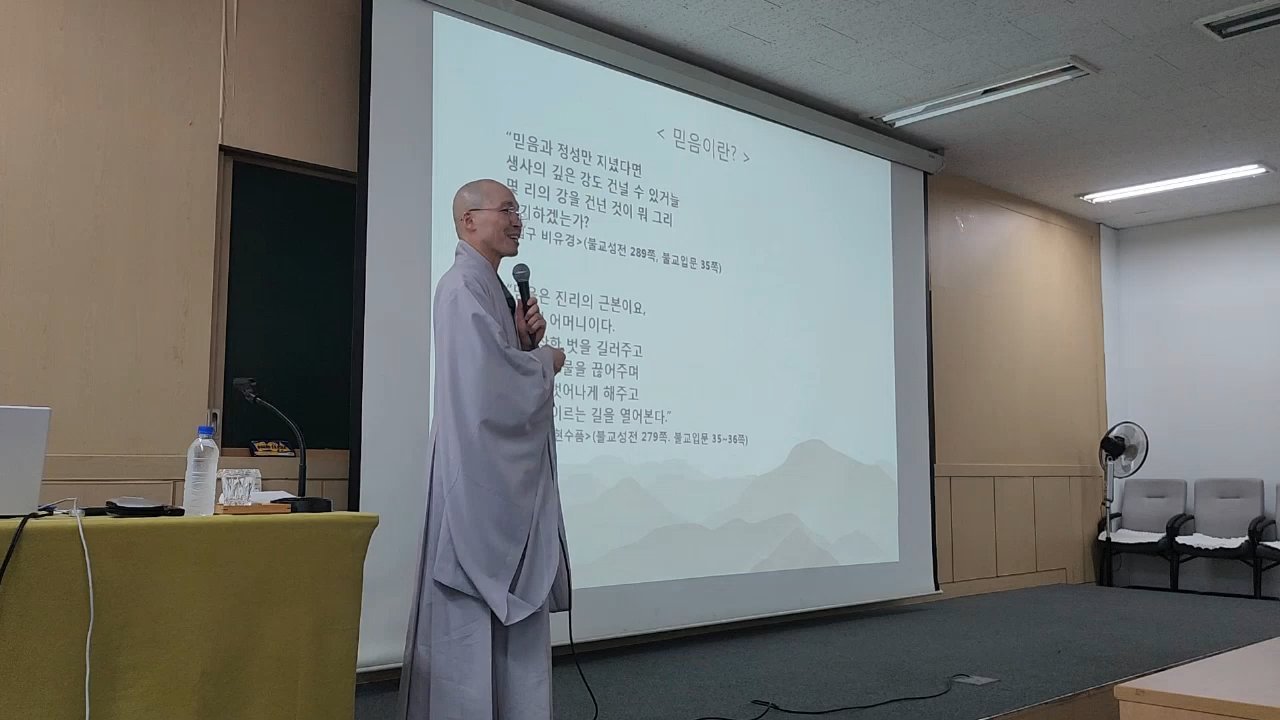 < 믿음이란? >
“믿음과 정성만 지녔다면
생사의 깊은 강도 건널 수 있거늘
몇 리의 강을 건넌 것이 뭐 그리
하겠는가?
비유경>(불교성전 289쪽, 불교입문 35쪽)
진리의 근본이요,
어머니이다.
벗을 길러주고
끊어주며
벗어나게 해주고
이르는 길을 열어본다.”
현수품>(불교성전 279쪽. 불교입문 35~36쪽)